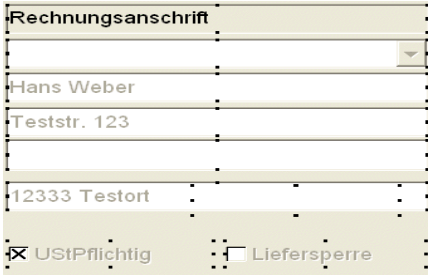 Rechnungsanschrift
Hans Weber
Teststr. 123
12333 Testort
UStPflichtig Liefersperre